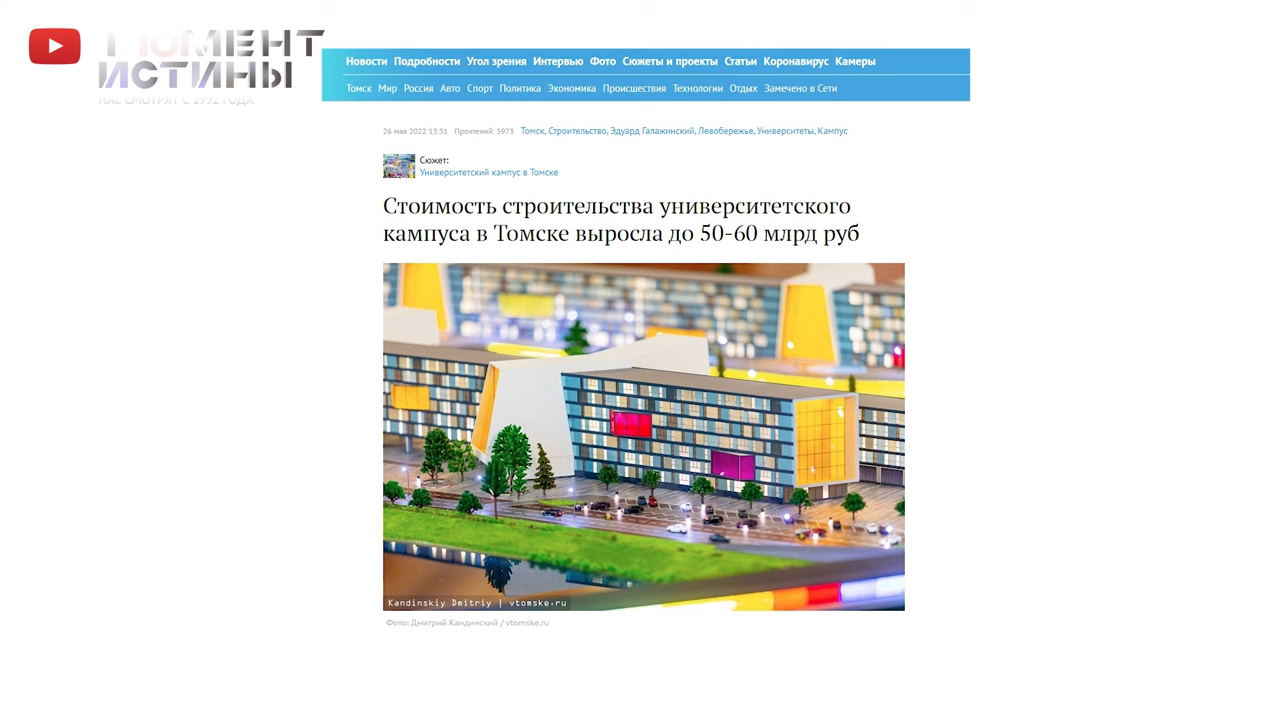 МОМЕНТ
ИСТИНЫ
НАС СМОТРЯТ С 1992 ГОДА
Новости Подробности Угол зрения Интервью Фото Сюжеты и проекты Статьи Коронавирус Камеры
Томск Мир Россия Авто Спорт Политика Экономика Происшествия Технологии Отдых Замечено в Сети
26 мая 2022 13:31 Прочтений: 3973 Томск, Строительство, Эдуард Галажинский, Левобережье, Университеты, Кампус
Сюжет:
Университетский кампус в Томске
Стоимость строительства университетского
кампуса в Томске выросла до 50-60 млрд руб
Kandinskiy Dmitriy | vtomske.ru
Фото: Дмитрий Кандинский / vtomske.ru